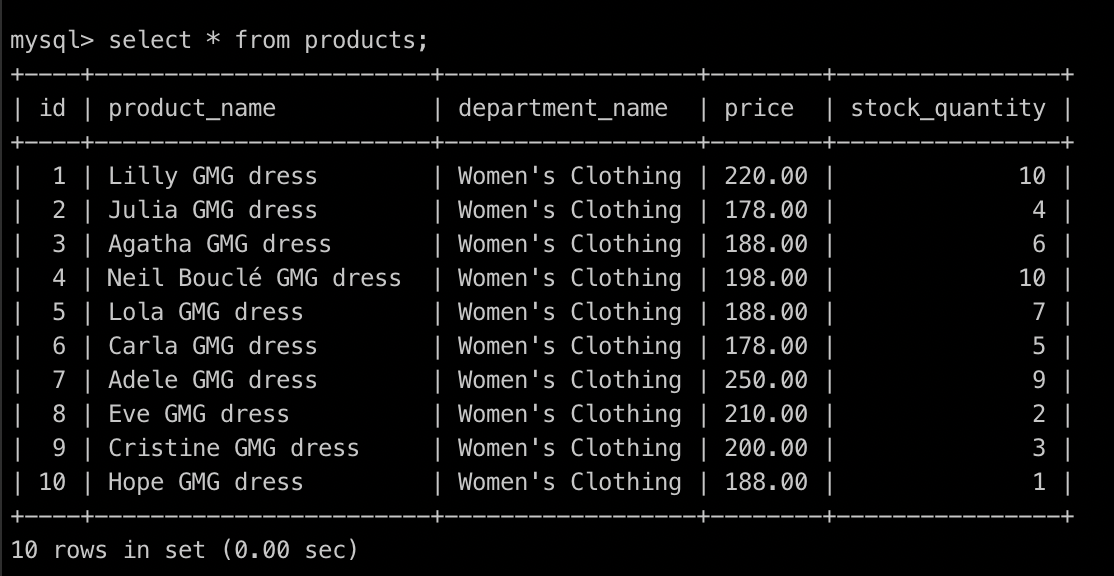 mysql> select * from products;
+----+------------------------+------------------+--------+----------------+
| id | product_name           | department_name  | price  | stock_quantity |
+----+------------------------+------------------+--------+----------------+
|  1 | Lilly GMG dress        | Women's Clothing | 220.00 |             10 |
|  2 | Julia GMG dress        | Women's Clothing | 178.00 |              4 |
|  3 | Agatha GMG dress       | Women's Clothing | 188.00 |              6 |
|  4 | Neil Bouclé GMG dress  | Women's Clothing | 198.00 |             10 |
|  5 | Lola GMG dress         | Women's Clothing | 188.00 |              7 |
|  6 | Carla GMG dress        | Women's Clothing | 178.00 |              5 |
|  7 | Adele GMG dress        | Women's Clothing | 250.00 |              9 |
|  8 | Eve GMG dress          | Women's Clothing | 210.00 |              2 |
|  9 | Cristine GMG dress     | Women's Clothing | 200.00 |              3 |
| 10 | Hope GMG dress         | Women's Clothing | 188.00 |              1 |
+----+------------------------+------------------+--------+----------------+
10 rows in set (0.00 sec)